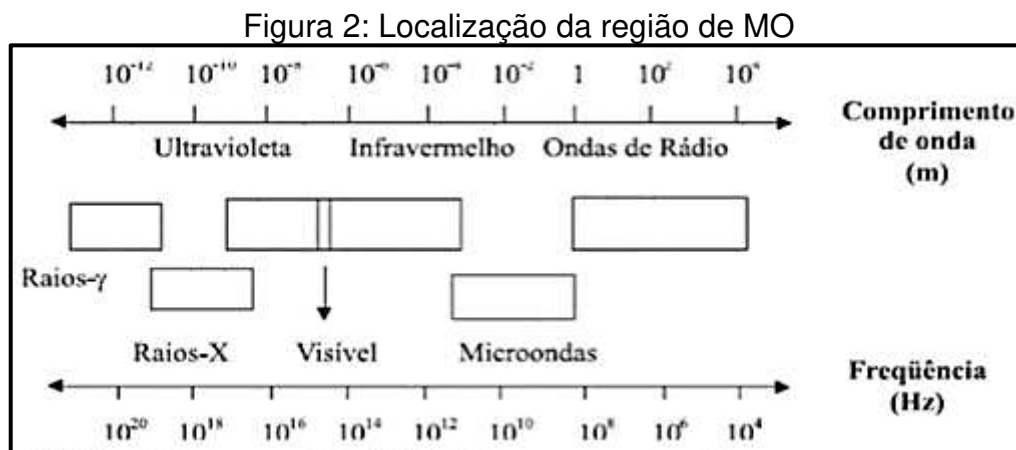 Figura 2: Localização da região de MO
10⁻¹² 10⁻¹⁰ 10⁻⁸ 10⁻⁶ 10⁻⁴ 10⁻² 1 10² 10⁴
Comprimento
de onda
(m)
Ultravioleta Infravermelho Ondas de Rádio
Raios-γ
Raios-X Visível Microondas
Freqüência
(Hz)
10²⁰ 10¹⁸ 10¹⁶ 10¹⁴ 10¹² 10¹⁰ 10⁸ 10⁶ 10⁴